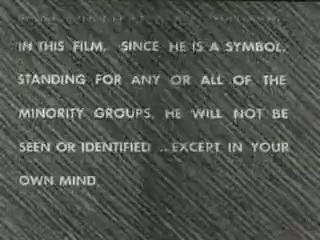 IN THIS FILM, SINCE HE IS A SYMBOL,
STANDING FOR ANY OR ALL OF THE
MINORITY GROUPS, HE WILL NOT BE
SEEN OR IDENTIFIED ... EXCEPT IN YOUR
OWN MIND.